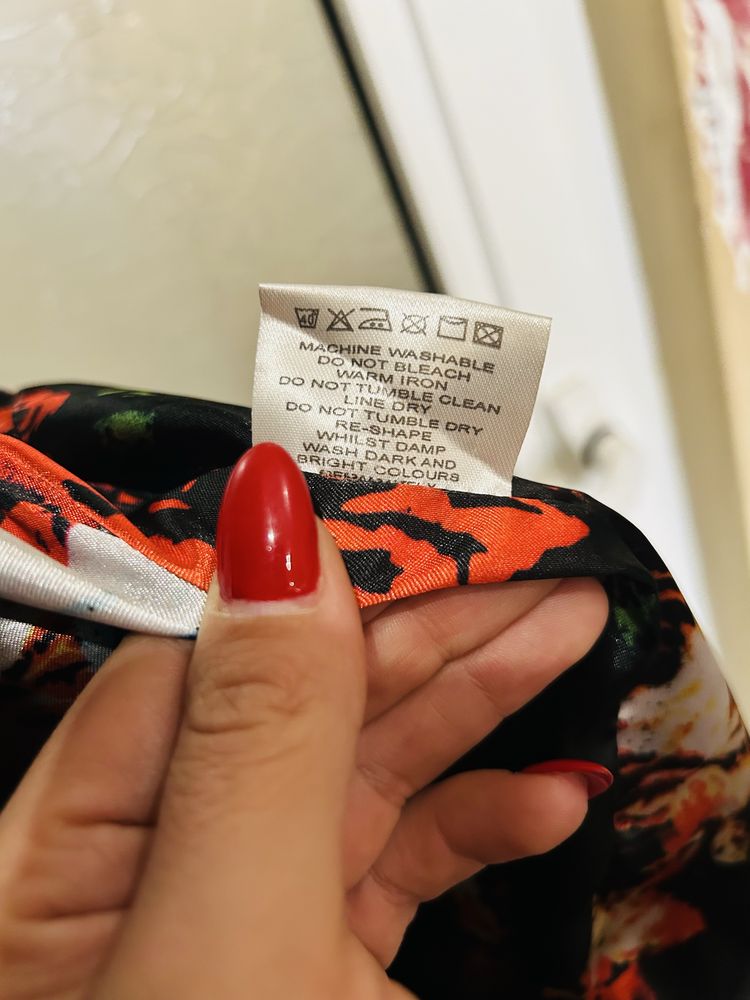 40
MACHINE WASHABLE
DO NOT BLEACH
WARM IRON
DO NOT TUMBLE CLEAN
LINE DRY
DO NOT TUMBLE DRY
RE-SHAPE
WHILST DAMP
WASH DARK AND
BRIGHT COLOURS